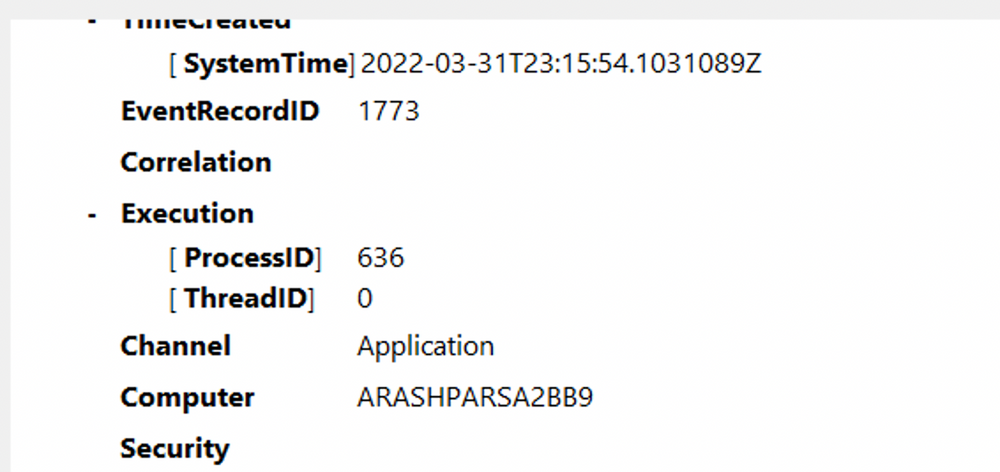 - TimeCreated
[ SystemTime] 2022-03-31T23:15:54.1031089Z
EventRecordID 1773
Correlation
- Execution
[ ProcessID] 636
[ ThreadID] 0
Channel Application
Computer ARASHPARSA2BB9
Security